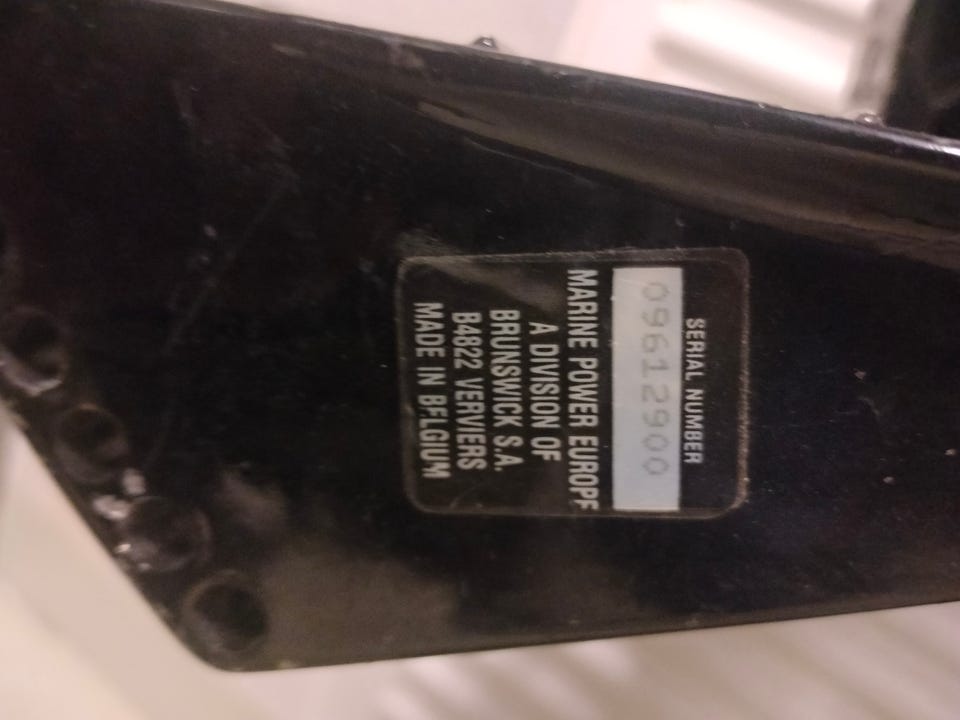 SERIAL NUMBER
09612900
MARINE POWER EUROPE
A DIVISION OF
BRUNSWICK S.A.
B4822 VERVIERS
MADE IN BELGIUM